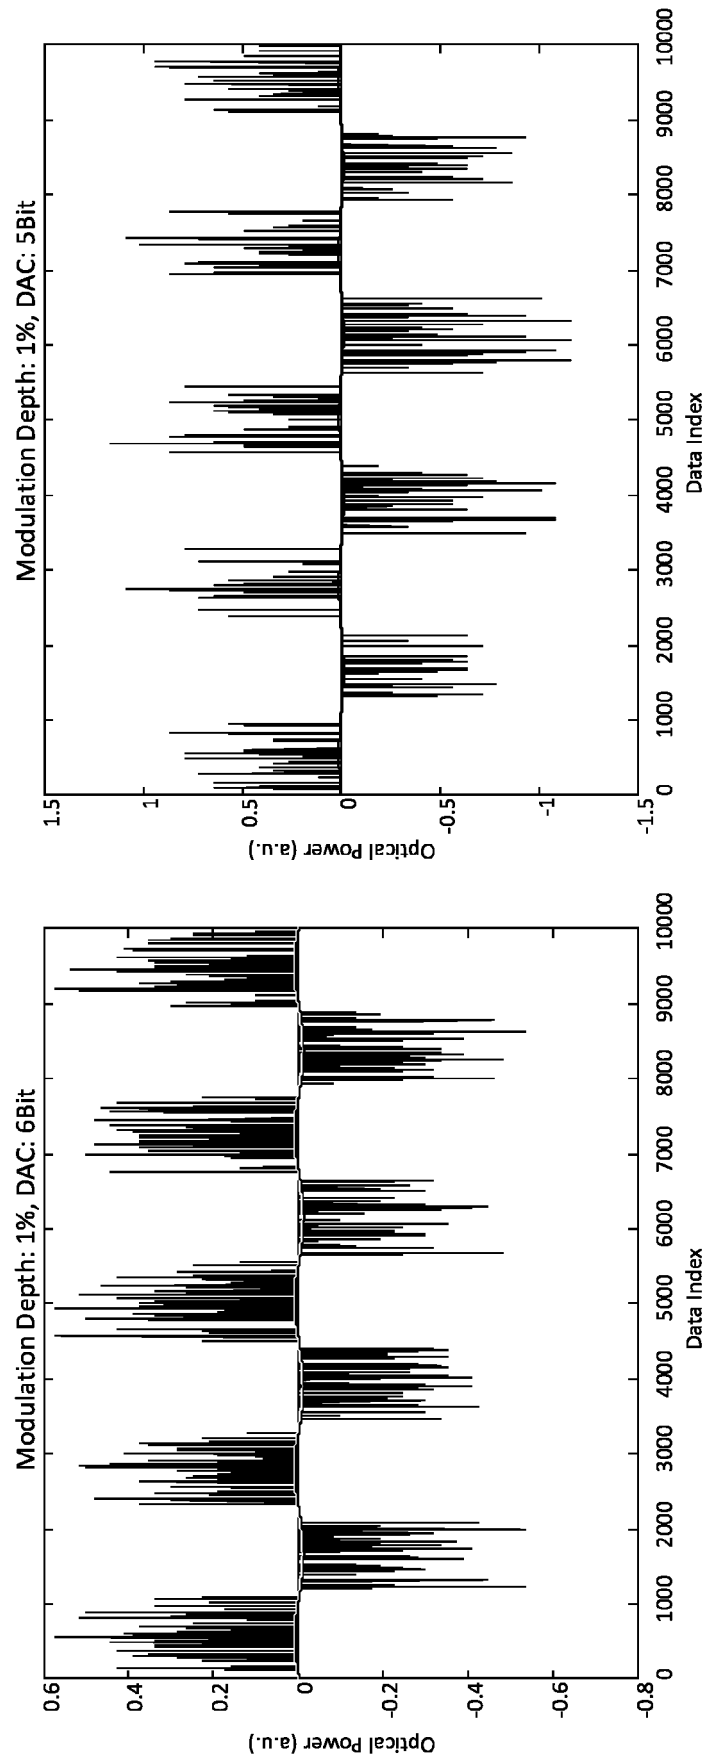 Modulation Depth: 1%, DAC: 6Bit
0.6
0.4
0.2
0
-0.2
-0.4
-0.6
-0.8
Optical Power (a.u.)
0 1000 2000 3000 4000 5000 6000 7000 8000 9000 10000
Data Index
Modulation Depth: 1%, DAC: 5Bit
1.5
1
0.5
0
-0.5
-1
-1.5
Optical Power (a.u.)
0 1000 2000 3000 4000 5000 6000 7000 8000 9000 10000
Data Index